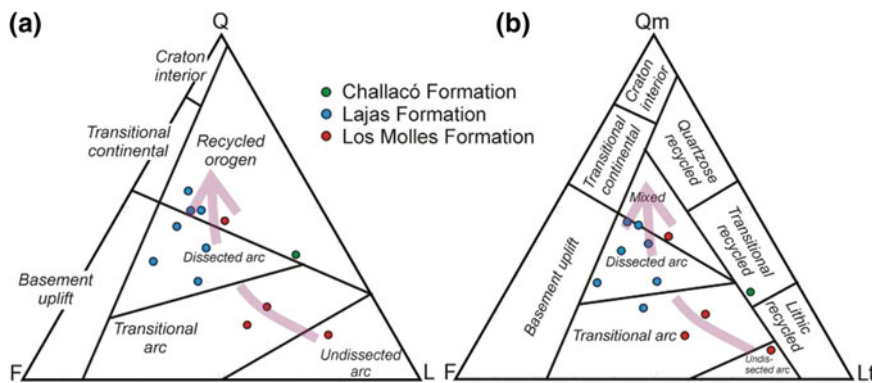 (a)
Q
Craton
interior
Transitional
continental
Recycled
orogen
Dissected arc
Basement
uplift
Transitional
arc
Undissected
arc
F
L
Challacó Formation
Lajas Formation
Los Molles Formation
(b)
Qm
Craton
interior
Transitional
continental
Quartzose
recycled
Mixed
Transitional
recycled
Dissected arc
Basement uplift
Transitional arc
Lithic
recycled
Undis-
sected arc
F
Lt